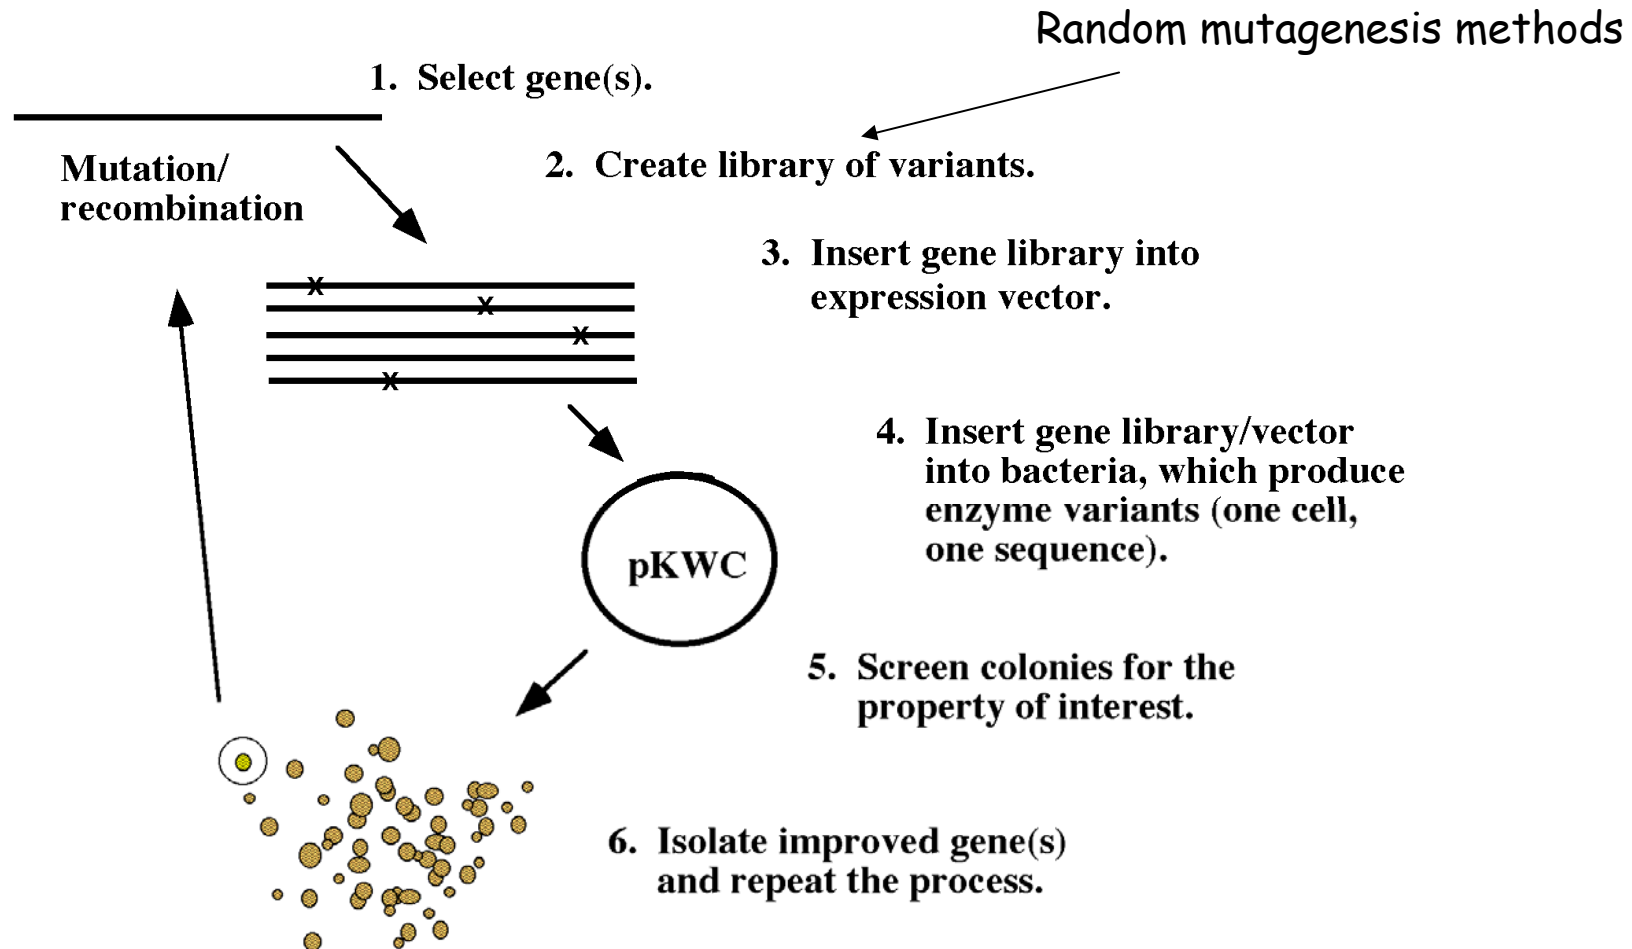 Random mutagenesis methods
1. Select gene(s).
Mutation/
recombination
2. Create library of variants.
3. Insert gene library into
expression vector.
x
x
x
x
4. Insert gene library/vector
into bacteria, which produce
enzyme variants (one cell,
one sequence).
pKWC
5. Screen colonies for the
property of interest.
6. Isolate improved gene(s)
and repeat the process.